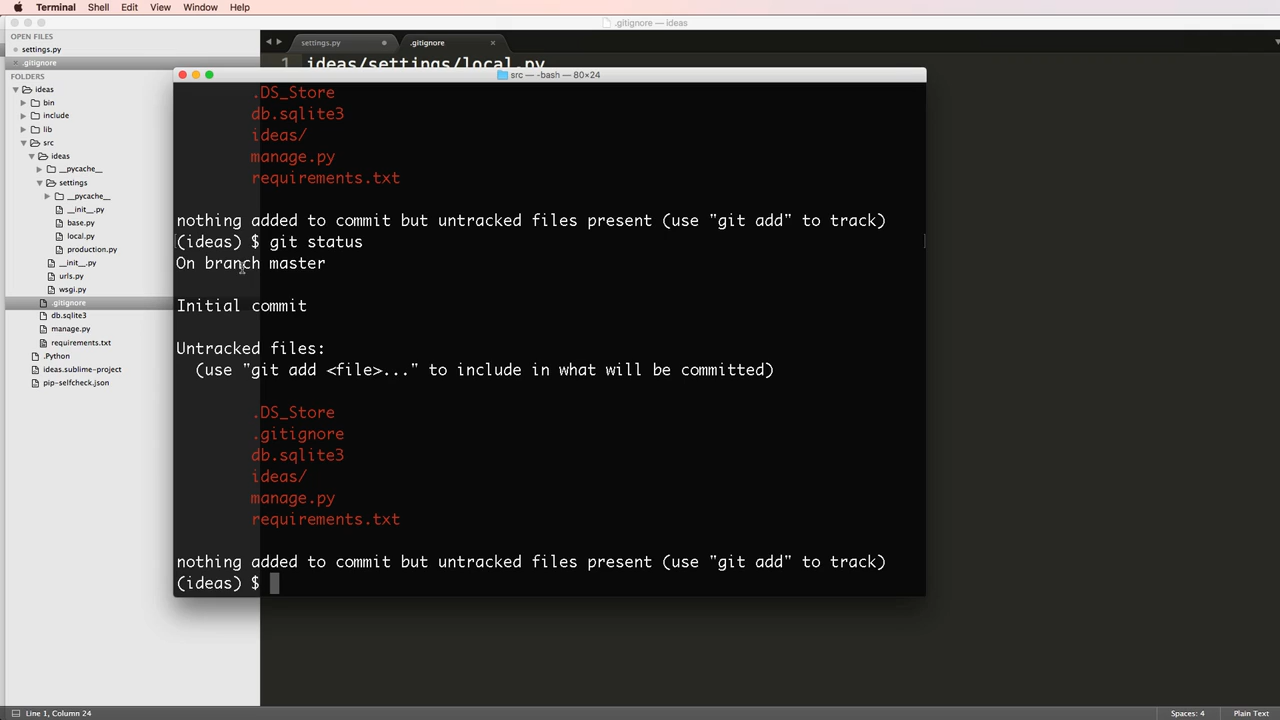 Terminal Shell Edit View Window Help
.gitignore — ideas
OPEN FILES
settings.py
.gitignore
FOLDERS
ideas
bin
include
lib
src
ideas
__pycache__
settings
__pycache__
__init__.py
base.py
local.py
production.py
__init__.py
urls.py
wsgi.py
.gitignore
db.sqlite3
manage.py
requirements.txt
.Python
ideas.sublime-project
pip-selfcheck.json
settings.py
.gitignore
1 ideas/settings/local.py
src — -bash — 80×24
.DS_Store
db.sqlite3
ideas/
manage.py
requirements.txt
nothing added to commit but untracked files present (use "git add" to track)
(ideas) $ git status
On branch master
Initial commit
Untracked files:
(use "git add <file>..." to include in what will be committed)
.DS_Store
.gitignore
db.sqlite3
ideas/
manage.py
requirements.txt
nothing added to commit but untracked files present (use "git add" to track)
(ideas) $
Line 1, Column 24
Spaces: 4
Plain Text